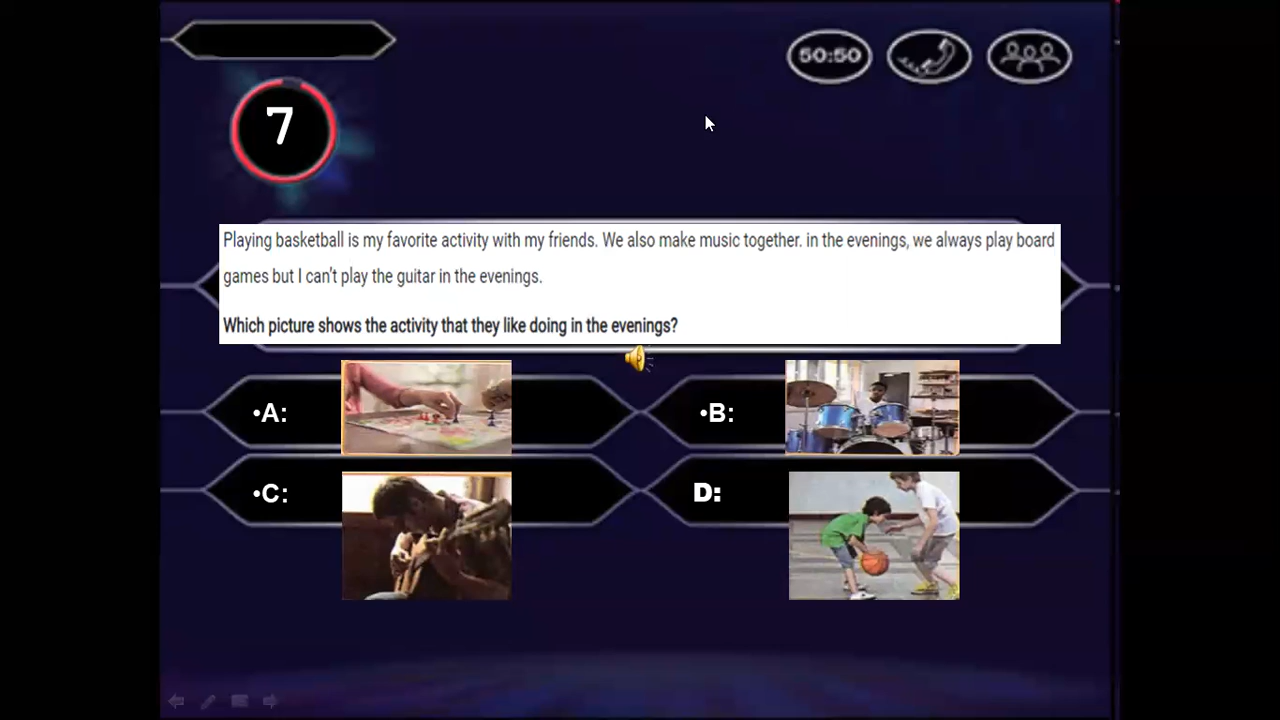 50:50
7
Playing basketball is my favorite activity with my friends. We also make music together. in the evenings, we always play board
games but I can't play the guitar in the evenings.
Which picture shows the activity that they like doing in the evenings?
•A:
•B:
•C:
D: